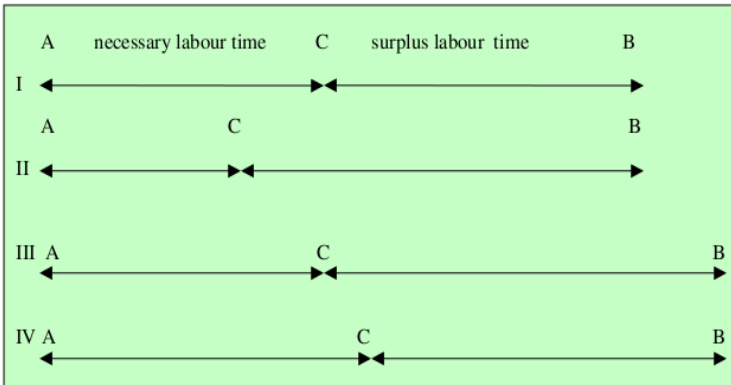 A necessary labour time C surplus labour time B
I
A C B
II
III A C B
IV A C B